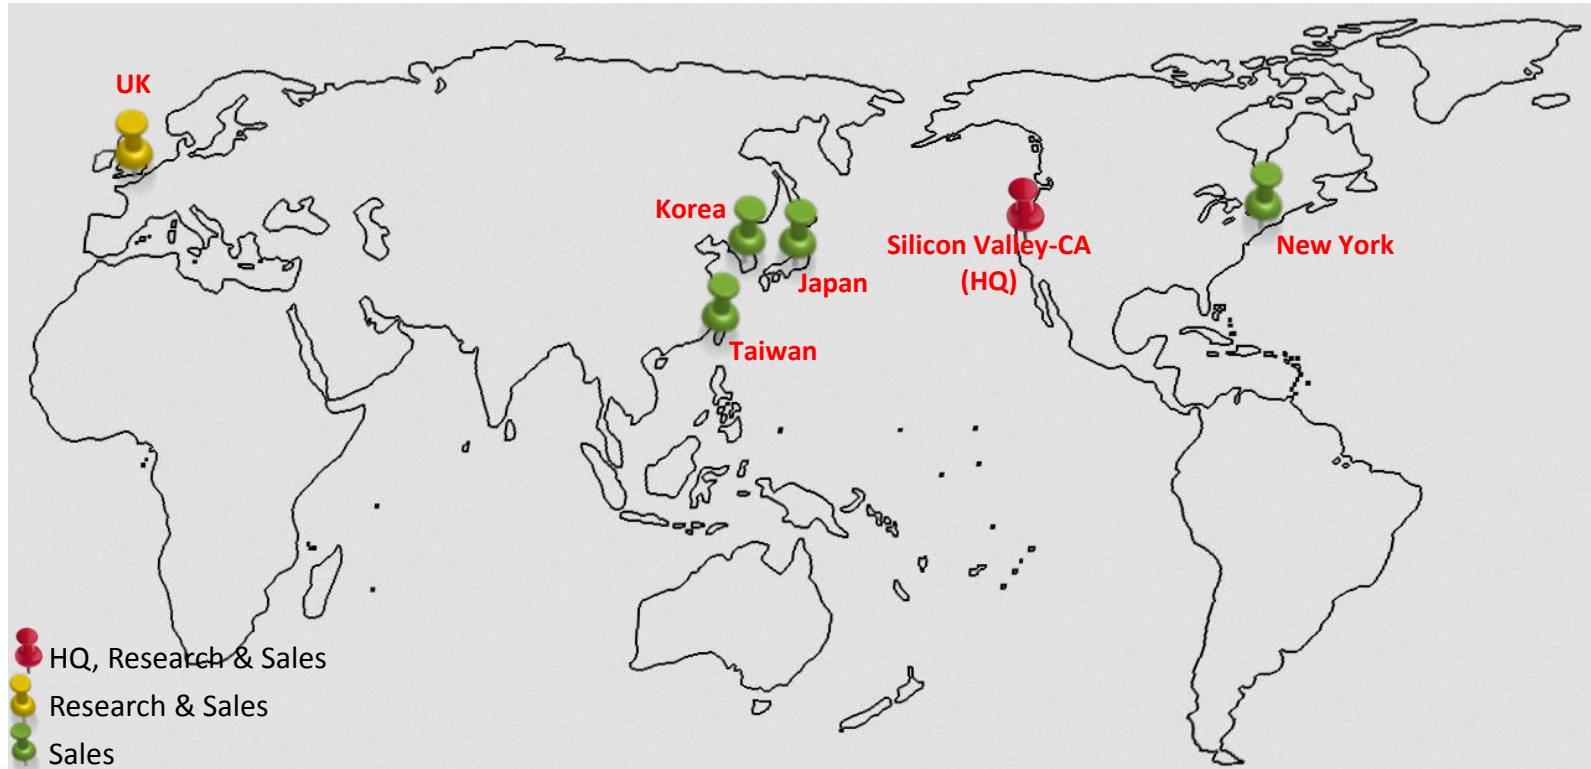 UK
Korea
Japan
Taiwan
Silicon Valley-CA
(HQ)
New York
HQ, Research & Sales
Research & Sales
Sales